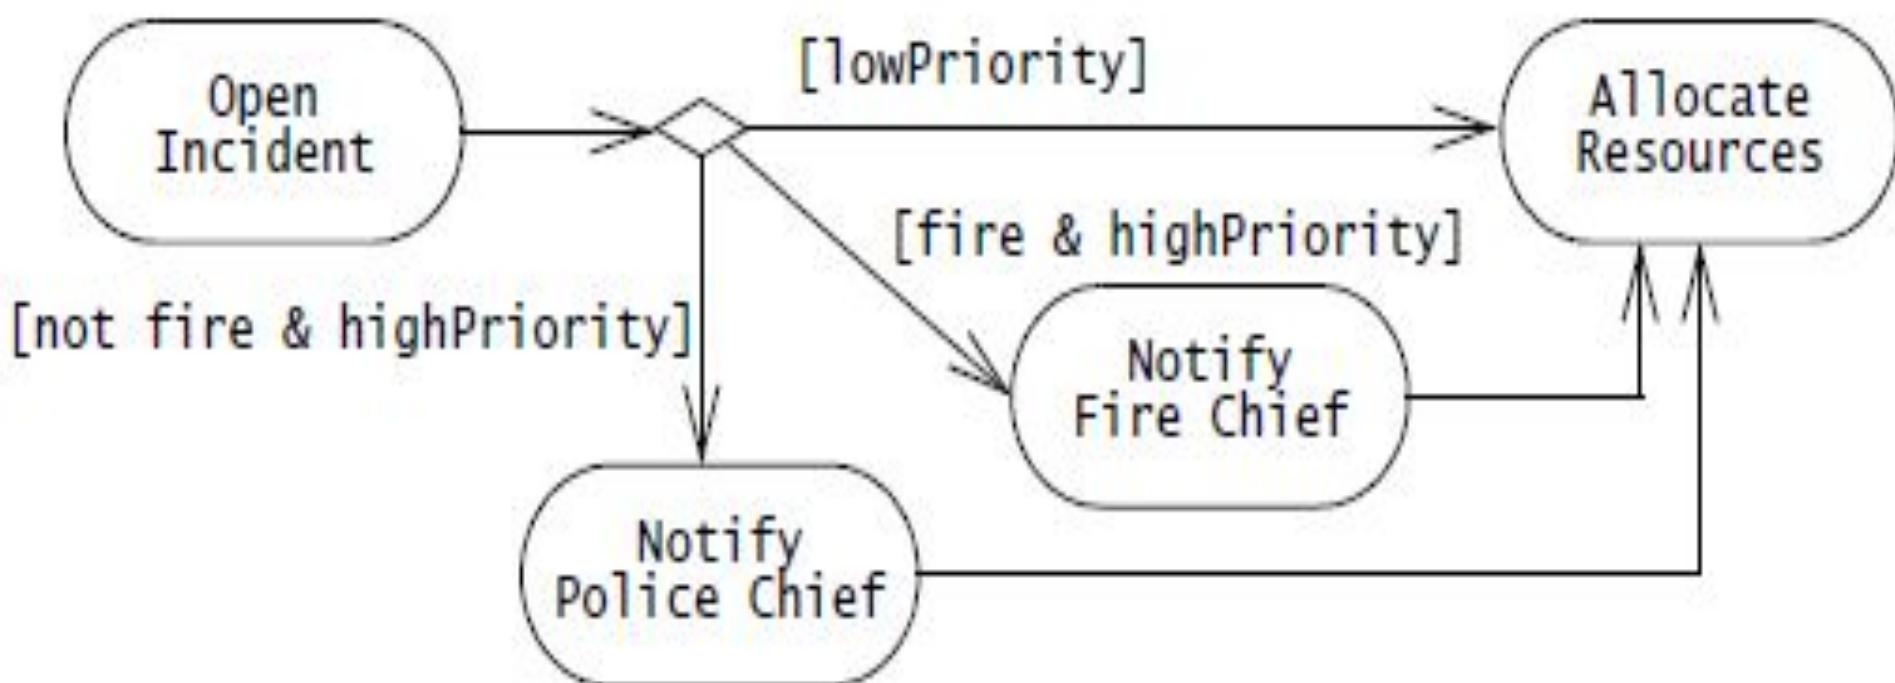 Open
Incident
[lowPriority]
Allocate
Resources
[fire & highPriority]
[not fire & highPriority]
Notify
Fire Chief
Notify
Police Chief